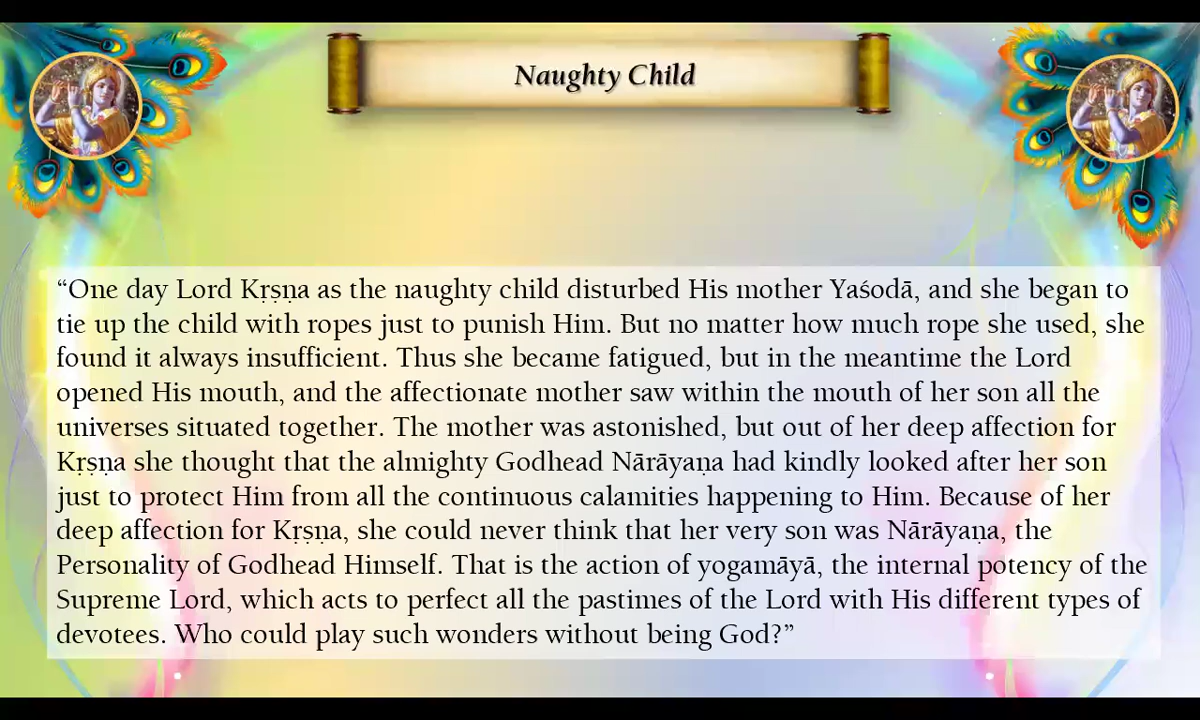 Naughty Child
“One day Lord Kṛṣṇa as the naughty child disturbed His mother Yaśodā, and she began to
tie up the child with ropes just to punish Him. But no matter how much rope she used, she
found it always insufficient. Thus she became fatigued, but in the meantime the Lord
opened His mouth, and the affectionate mother saw within the mouth of her son all the
universes situated together. The mother was astonished, but out of her deep affection for
Kṛṣṇa she thought that the almighty Godhead Nārāyaṇa had kindly looked after her son
just to protect Him from all the continuous calamities happening to Him. Because of her
deep affection for Kṛṣṇa, she could never think that her very son was Nārāyaṇa, the
Personality of Godhead Himself. That is the action of yogamāyā, the internal potency of the
Supreme Lord, which acts to perfect all the pastimes of the Lord with His different types of
devotees. Who could play such wonders without being God?”